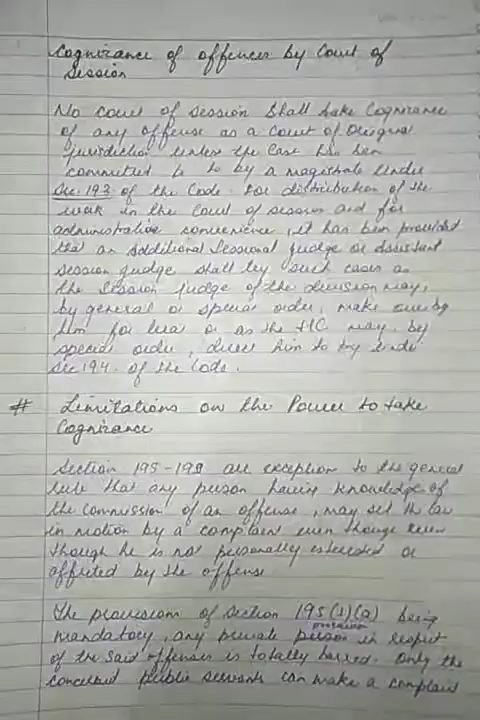 Cognizance of offences by Court of
Session
No court of session shall take Cognizance
of any offense as a court of Original
jurisdiction unless the Case has been
committed to it by a magistrate under
Sec 193 of the Code. For distribution of the
work in the court of session and for
administrative convenience, it has been provided
that an Additional Sessional judge or Assistant
session judge shall try such cases as
the session judge of the division may,
by general or special order, make over to
him for trial or as the HC may, by
special order, direct him to try under
Sec 194 of the Code.
# Limitations on the Power to take
Cognizance
Section 195-199 are exception to the general
rule that any person having knowledge of
the commission of an offense, may set the law
in motion by a complaint even though
though he is not personally interested or
affected by the offense
The provisions of section 195(1)(a) being
prosecution
mandatory, any private person in respect
of the said offenses is totally barred. Only the
concerned public servants can make a complaint